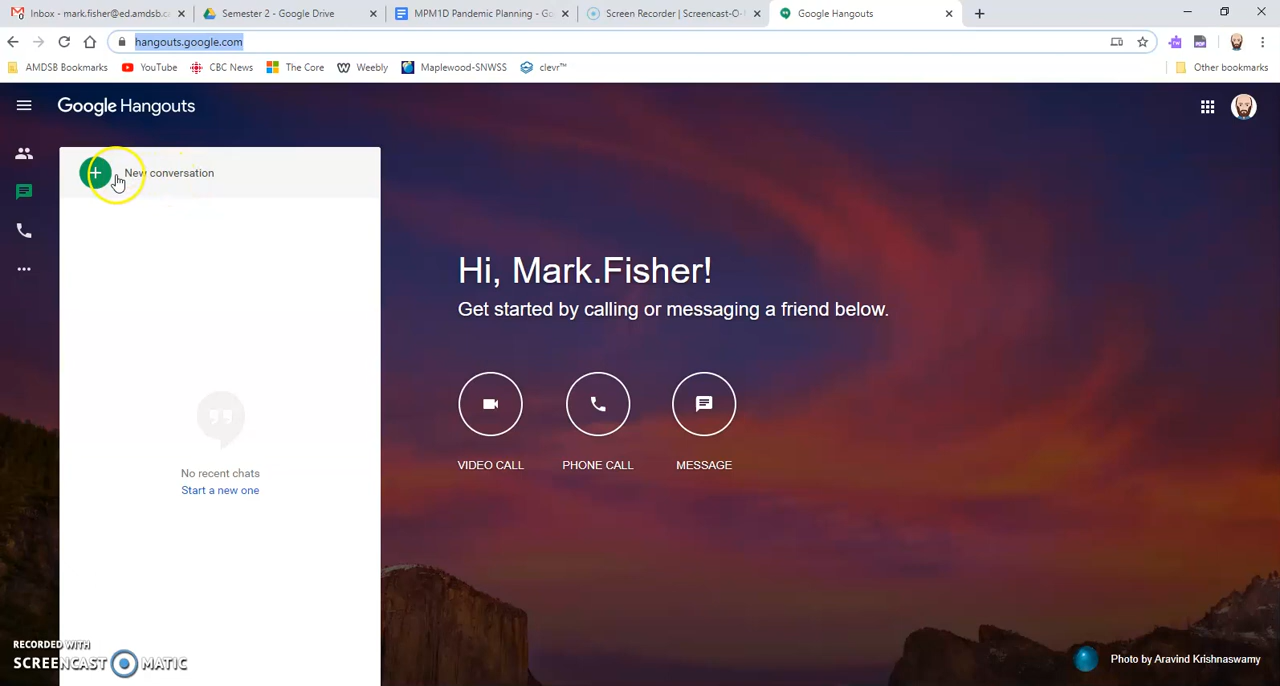 Inbox - mark.fisher@ed.amdsb.c
Semester 2 - Google Drive
MPM1D Pandemic Planning - Go
Screen Recorder | Screencast-O-
Google Hangouts
hangouts.google.com
AMDSB Bookmarks
YouTube
CBC News
The Core
Weebly
Maplewood-SNWSS
clevr™
Other bookmarks
Google Hangouts
New conversation
Hi, Mark.Fisher!
Get started by calling or messaging a friend below.
VIDEO CALL
PHONE CALL
MESSAGE
No recent chats
Start a new one
RECORDED WITH
SCREENCAST MATIC
Photo by Aravind Krishnaswamy